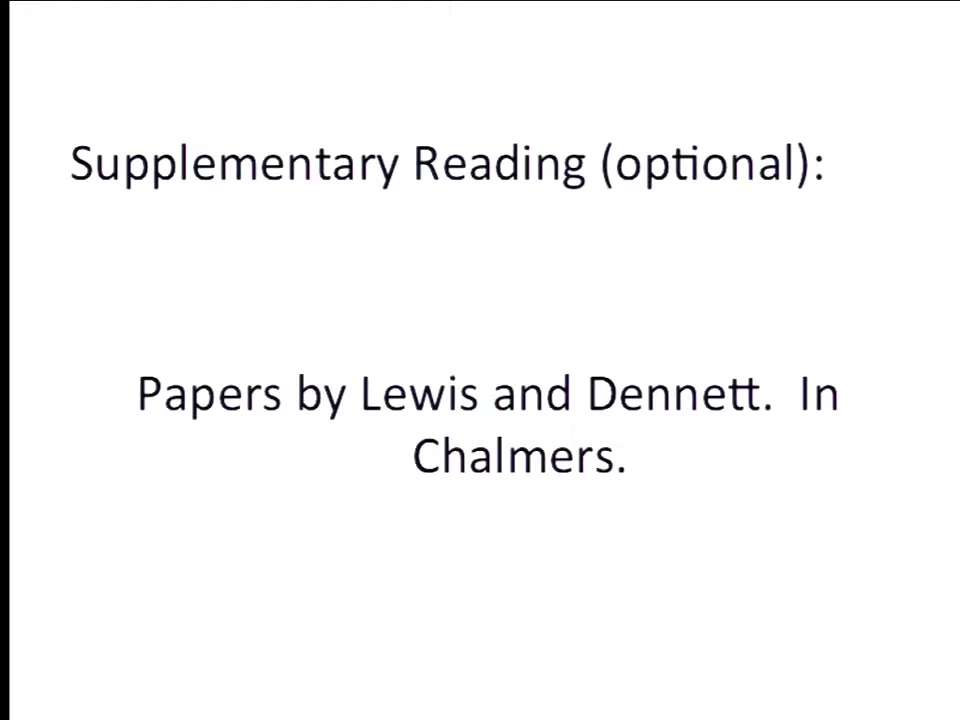 Supplementary Reading (optional):
Papers by Lewis and Dennett.  In
Chalmers.